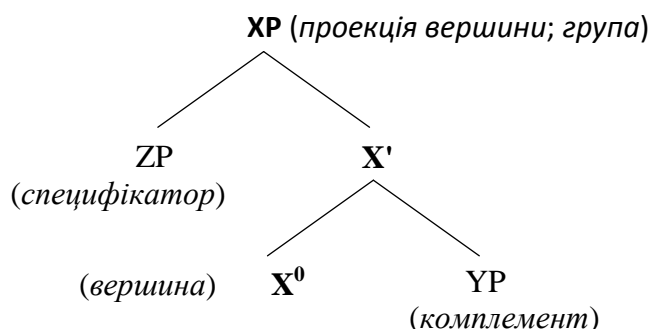 XP (проекція вершини; група)
ZP X'
(специфікатор)
(вершина) X⁰ YP
(комплемент)